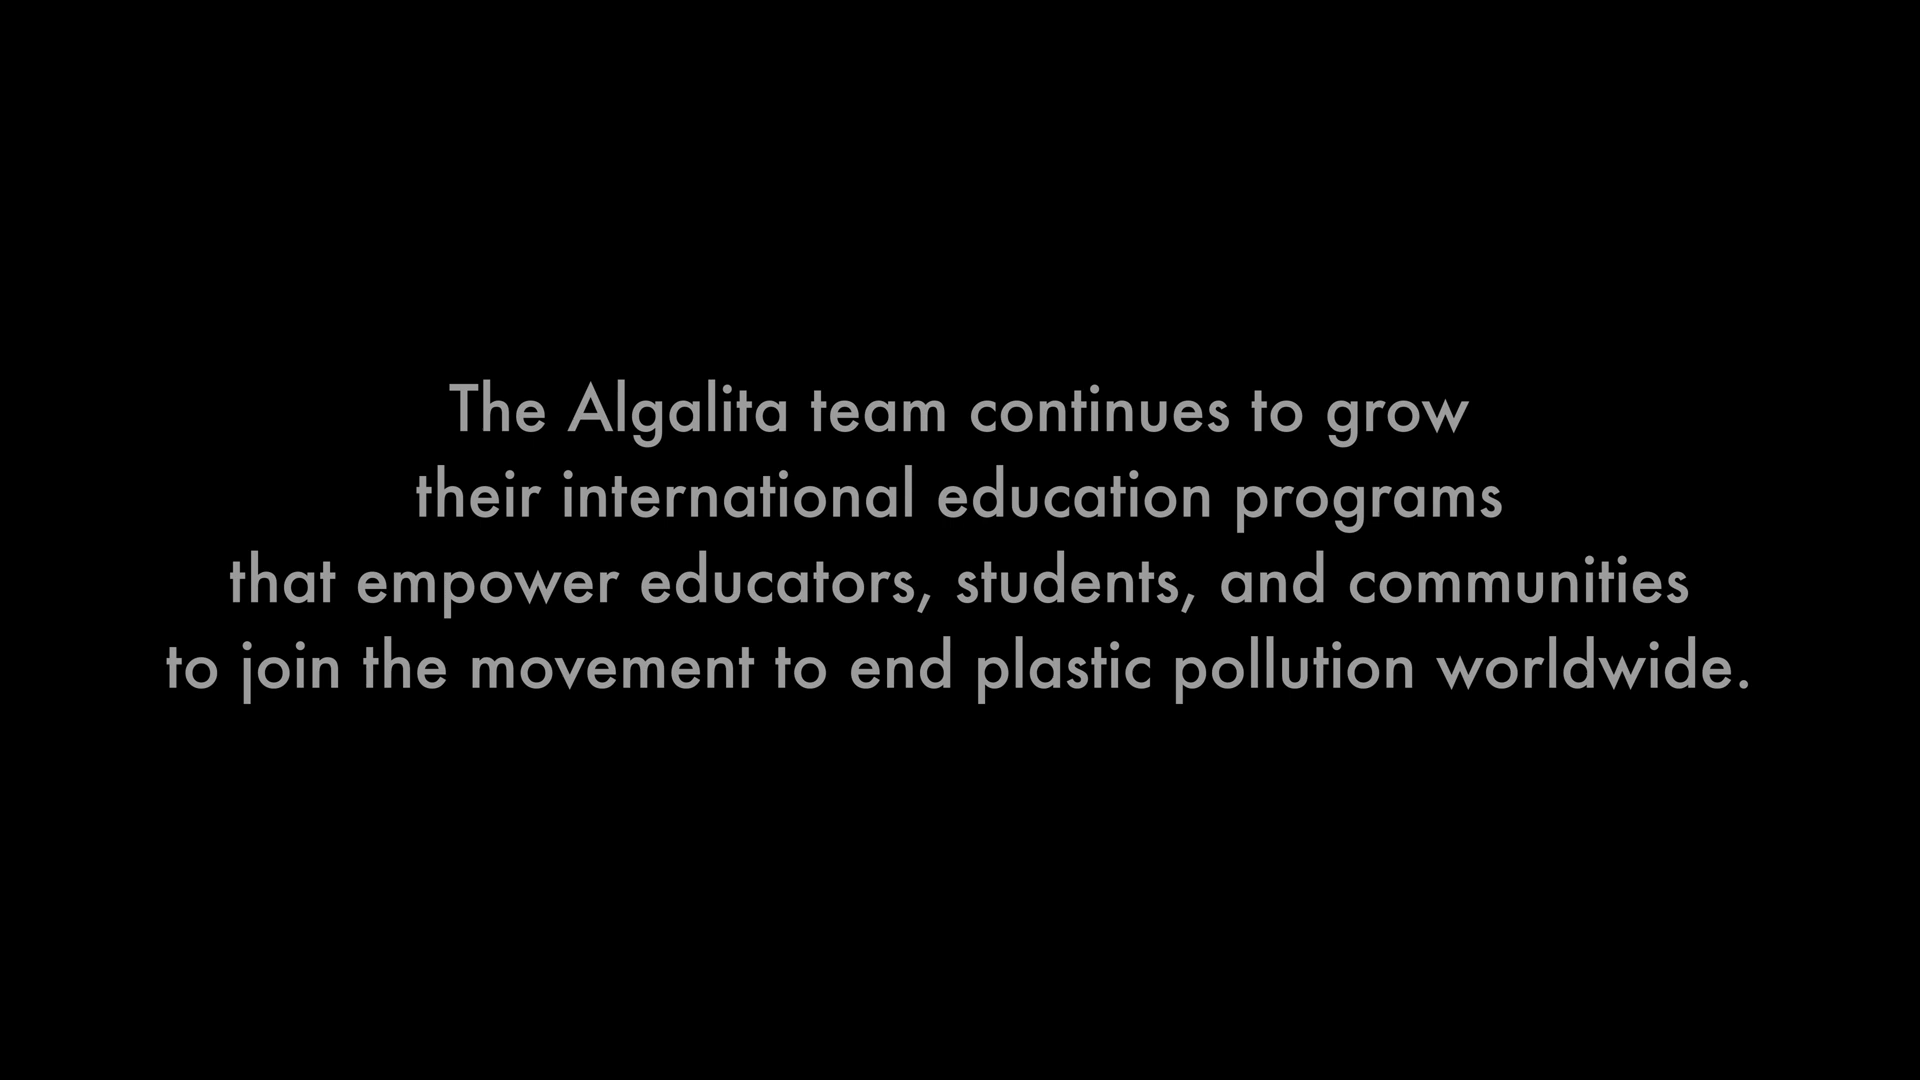 The Algalita team continues to grow
their international education programs
that empower educators, students, and communities
to join the movement to end plastic pollution worldwide.